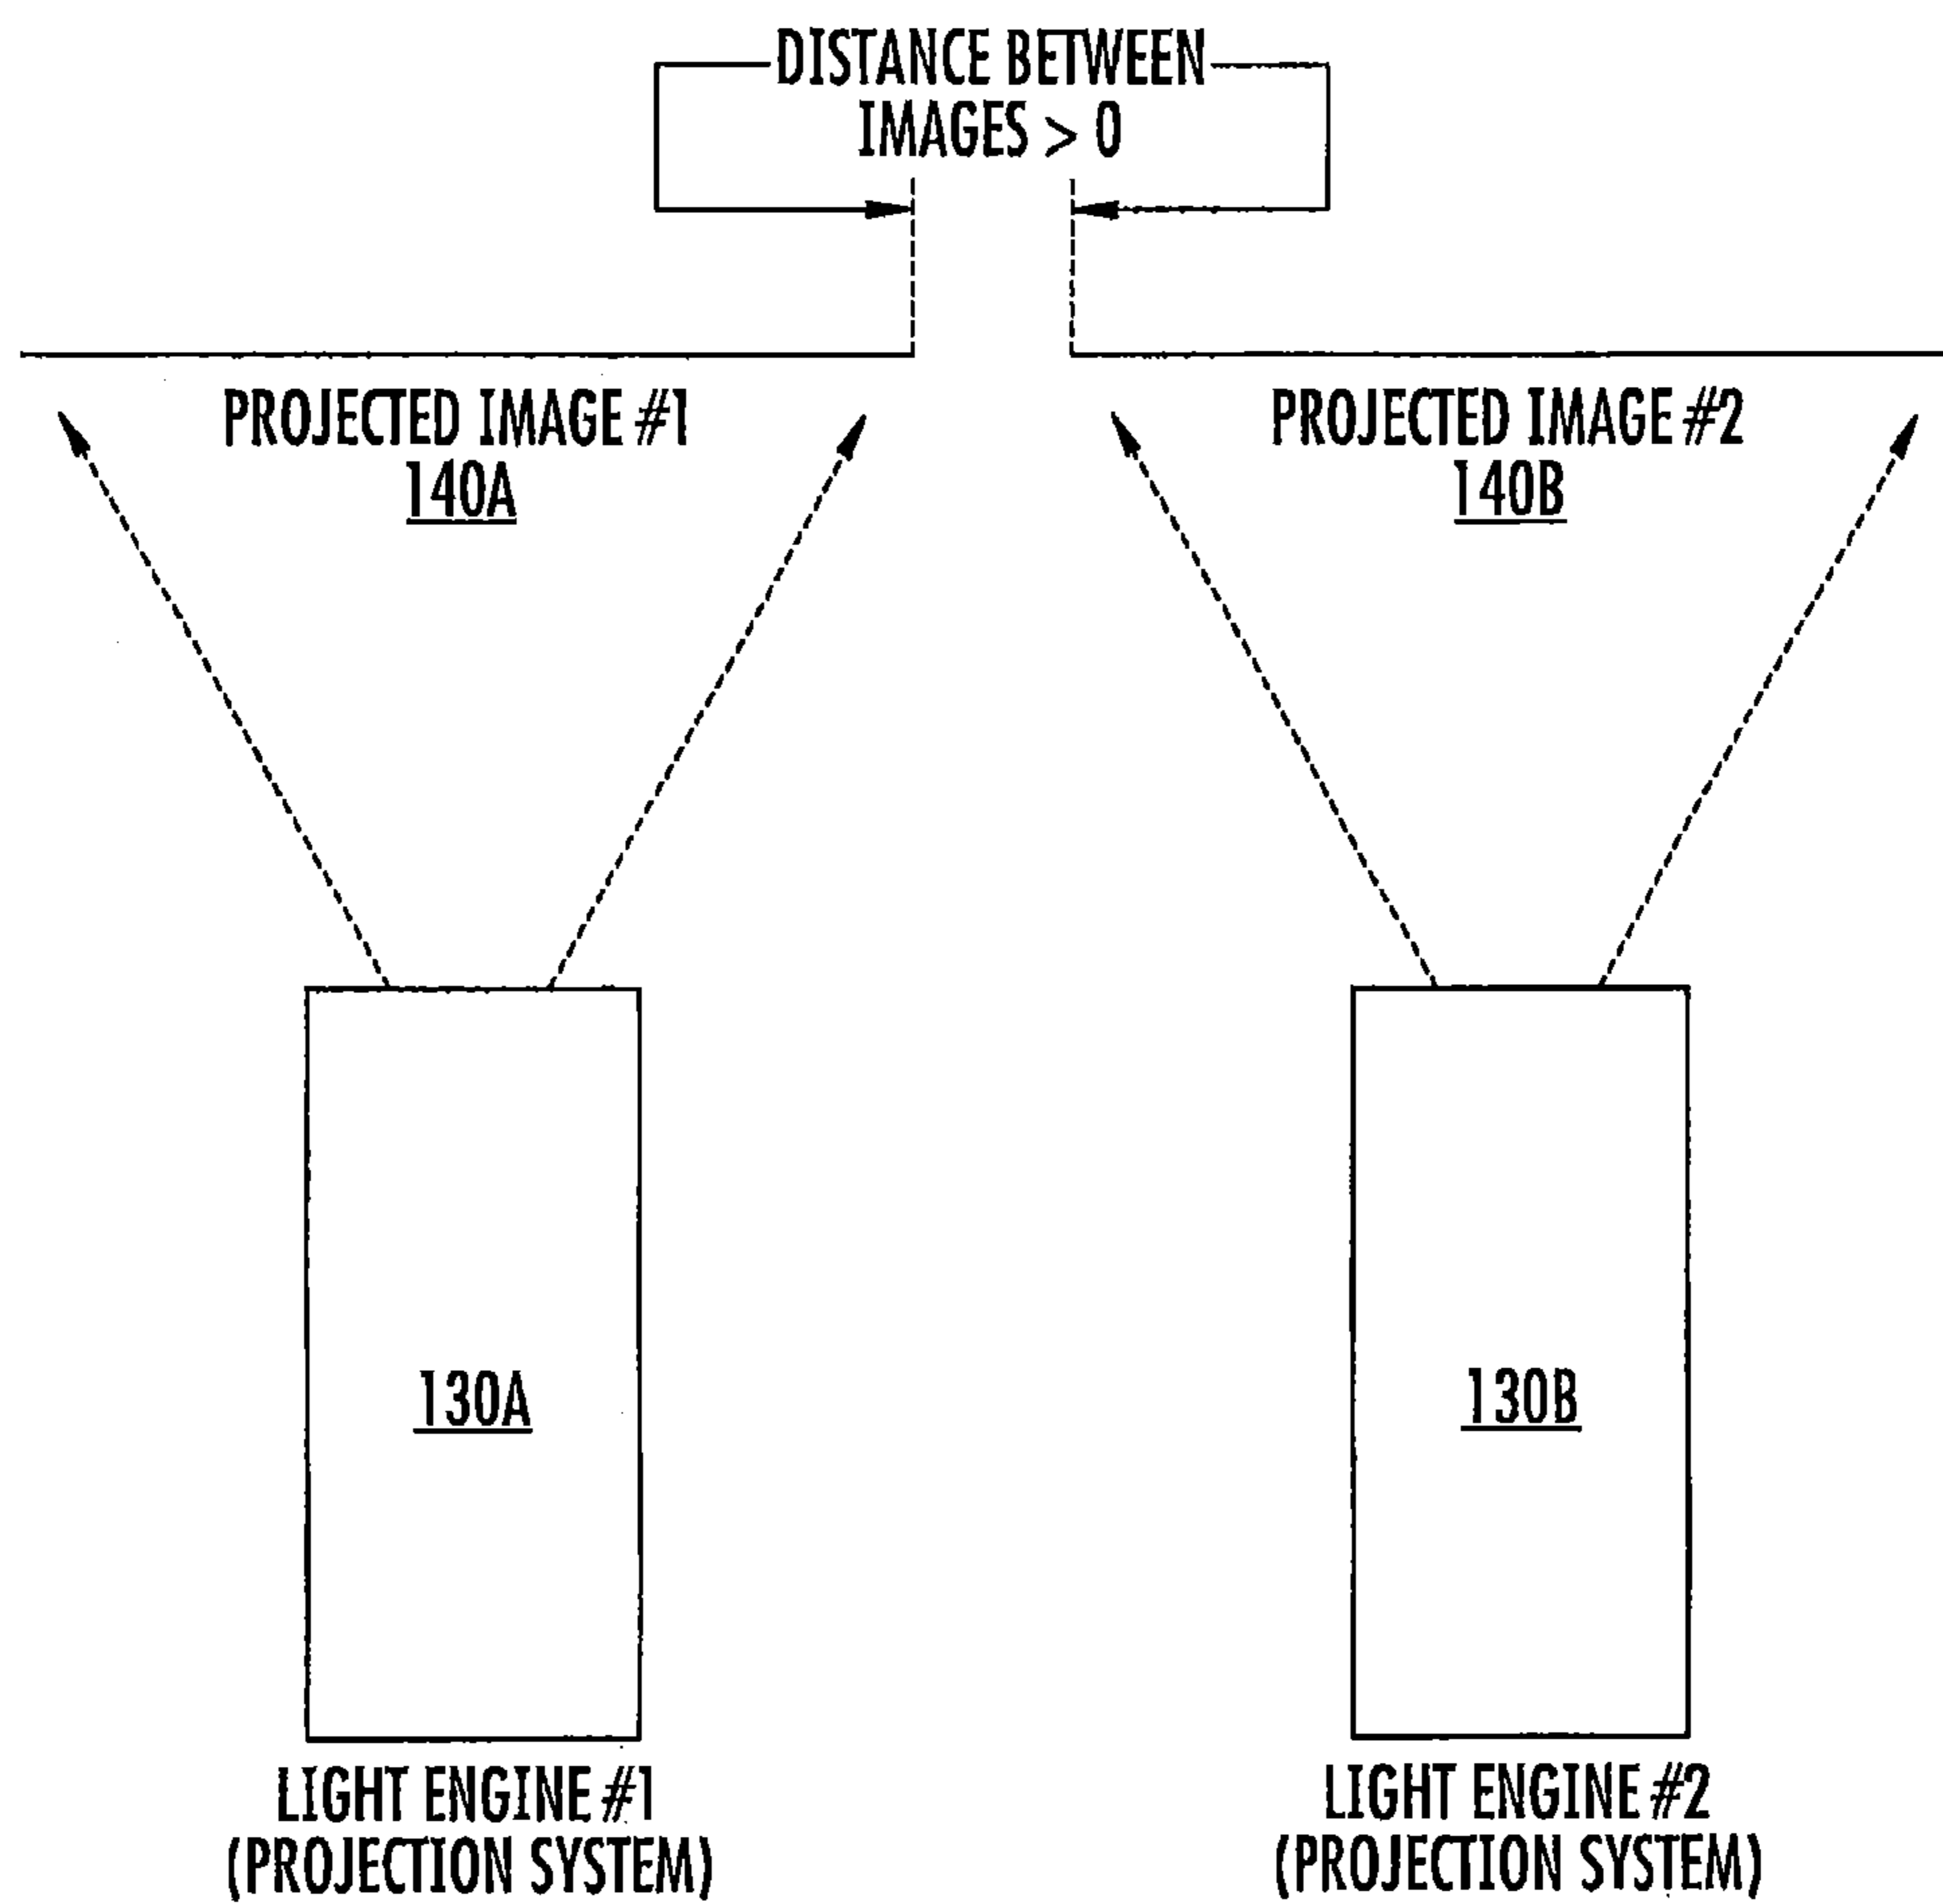 DISTANCE BETWEEN
IMAGES > 0
PROJECTED IMAGE #1
140A
PROJECTED IMAGE #2
140B
130A
130B
LIGHT ENGINE #1
(PROJECTION SYSTEM)
LIGHT ENGINE #2
(PROJECTION SYSTEM)